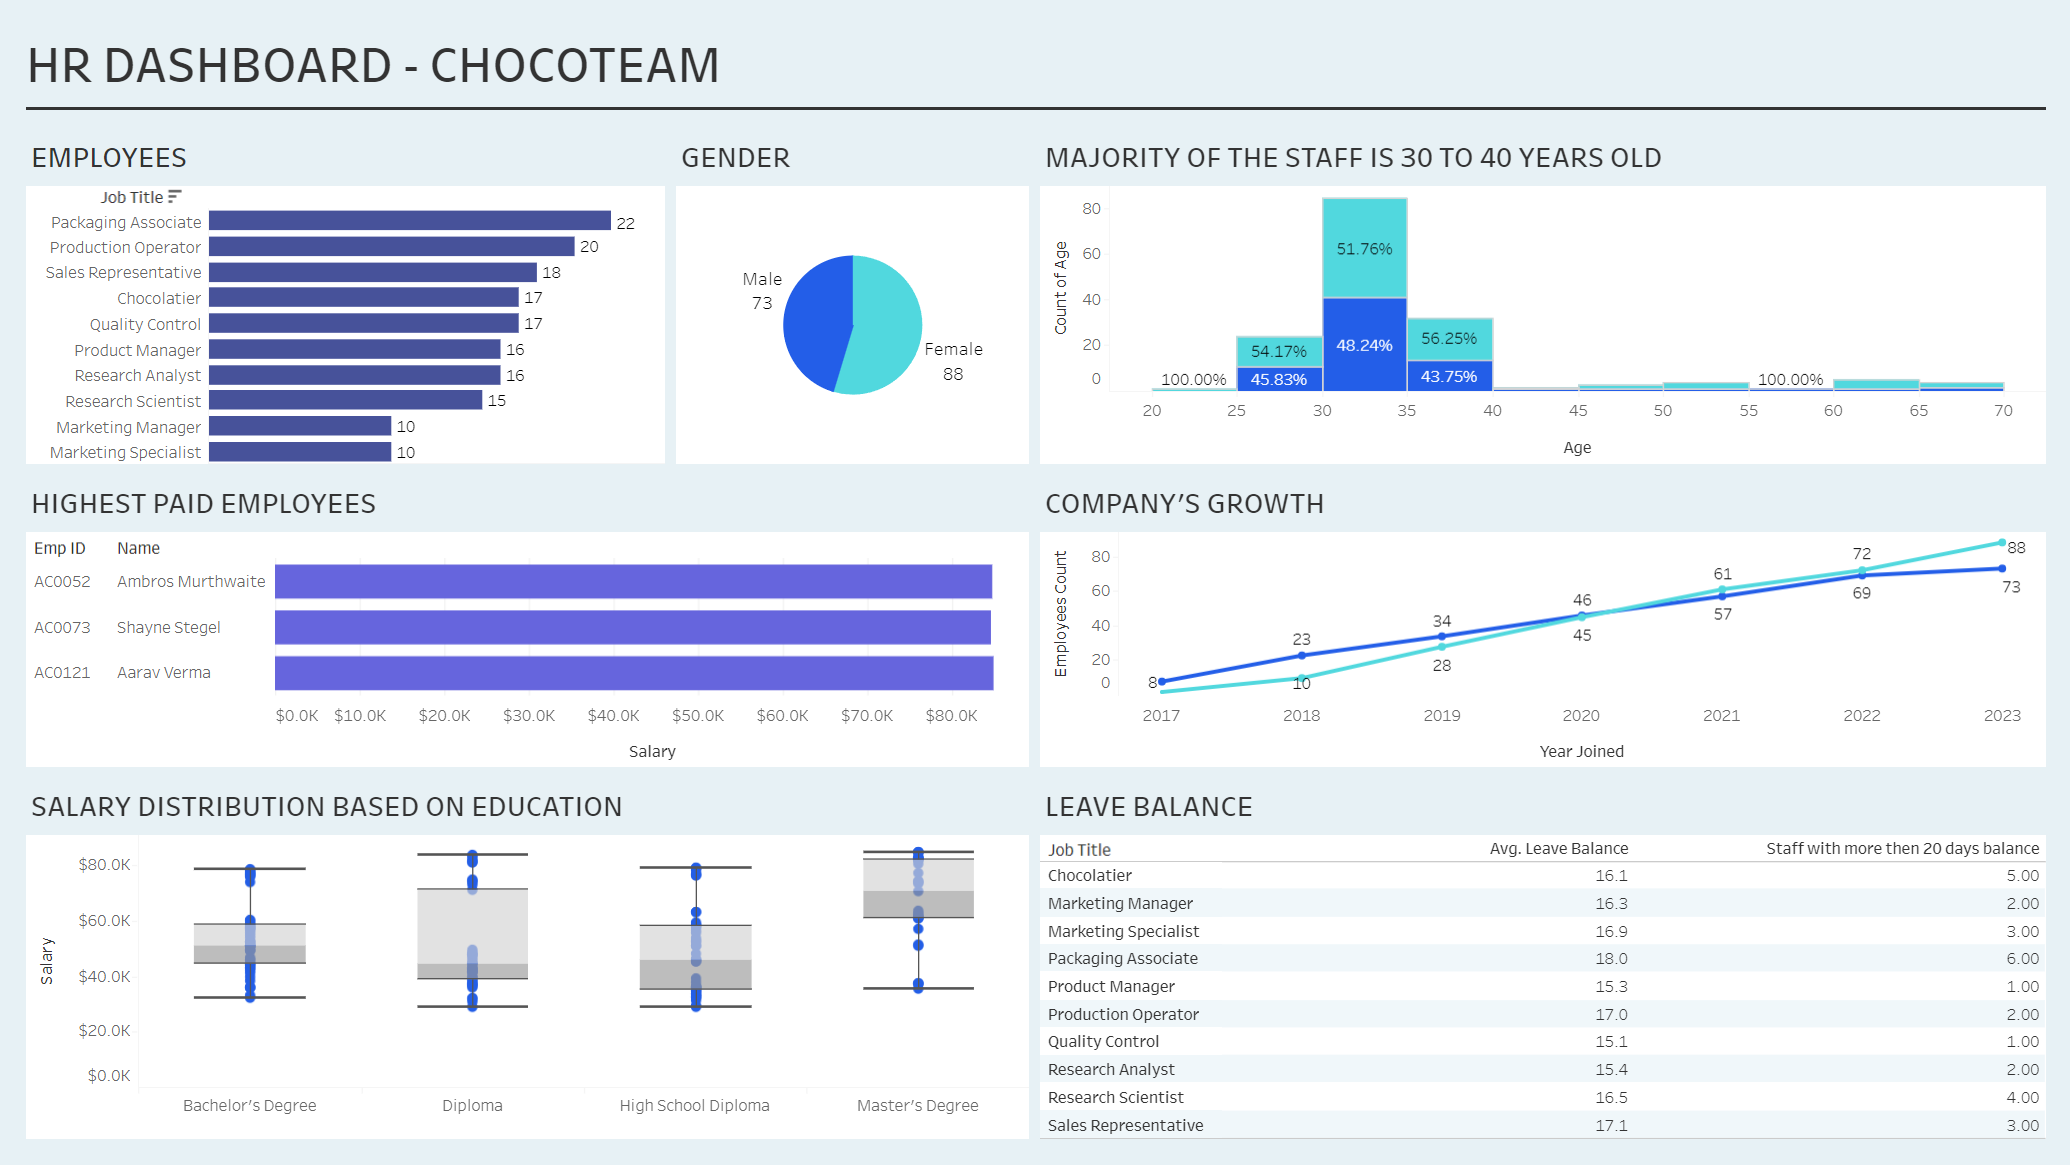 HR DASHBOARD - CHOCOTEAM
EMPLOYEES
Job Title
Packaging Associate 22
Production Operator 20
Sales Representative 18
Chocolatier 17
Quality Control 17
Product Manager 16
Research Analyst 16
Research Scientist 15
Marketing Manager 10
Marketing Specialist 10
GENDER
Male
73
Female
88
MAJORITY OF THE STAFF IS 30 TO 40 YEARS OLD
Count of Age
80
60
40
20
0
51.76%
48.24%
56.25%
43.75%
54.17%
45.83%
100.00%
100.00%
20 25 30 35 40 45 50 55 60 65 70
Age
HIGHEST PAID EMPLOYEES
Emp ID Name
AC0052 Ambros Murthwaite
AC0073 Shayne Stegel
AC0121 Aarav Verma
$0.0K $10.0K $20.0K $30.0K $40.0K $50.0K $60.0K $70.0K $80.0K
Salary
COMPANY’S GROWTH
Employees Count
80
60
40
20
0
8
23
10
34
28
46
45
61
57
72
69
88
73
2017 2018 2019 2020 2021 2022 2023
Year Joined
SALARY DISTRIBUTION BASED ON EDUCATION
Salary
$80.0K
$60.0K
$40.0K
$20.0K
$0.0K
Bachelor’s Degree Diploma High School Diploma Master’s Degree
LEAVE BALANCE
Job Title Avg. Leave Balance Staff with more then 20 days balance
Chocolatier 16.1 5.00
Marketing Manager 16.3 2.00
Marketing Specialist 16.9 3.00
Packaging Associate 18.0 6.00
Product Manager 15.3 1.00
Production Operator 17.0 2.00
Quality Control 15.1 1.00
Research Analyst 15.4 2.00
Research Scientist 16.5 4.00
Sales Representative 17.1 3.00